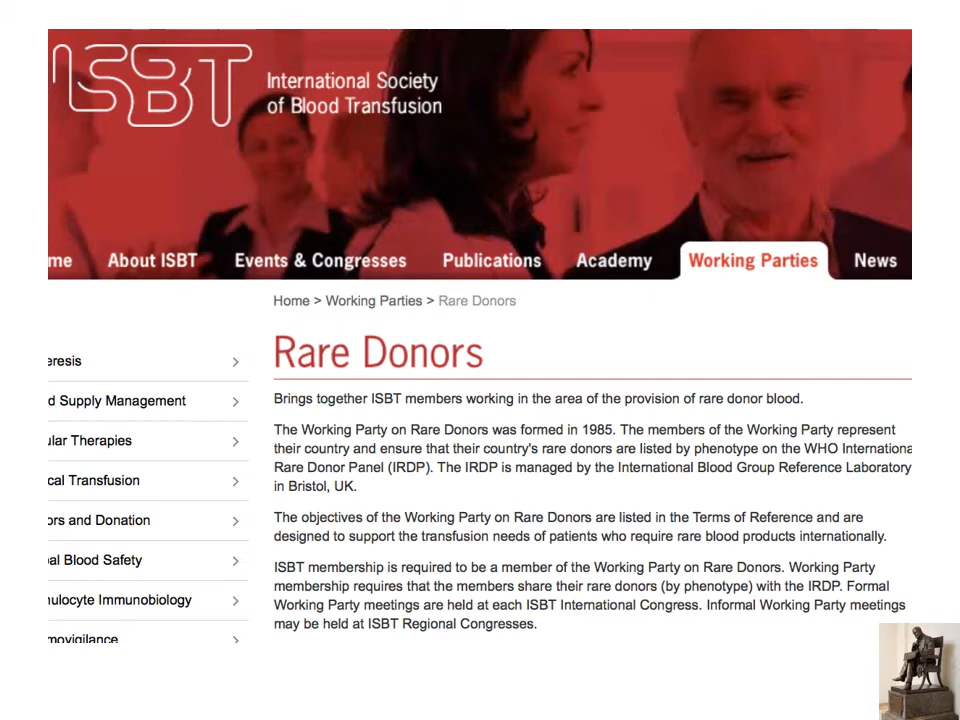 ISBT
International Society
of Blood Transfusion
me About ISBT Events & Congresses Publications Academy Working Parties News
Home > Working Parties > Rare Donors
Rare Donors
eresis
d Supply Management
ular Therapies
cal Transfusion
ors and Donation
al Blood Safety
ulocyte Immunobiology
movigilance
Brings together ISBT members working in the area of the provision of rare donor blood.
The Working Party on Rare Donors was formed in 1985. The members of the Working Party represent
their country and ensure that their country's rare donors are listed by phenotype on the WHO Internationa
Rare Donor Panel (IRDP). The IRDP is managed by the International Blood Group Reference Laboratory
in Bristol, UK.
The objectives of the Working Party on Rare Donors are listed in the Terms of Reference and are
designed to support the transfusion needs of patients who require rare blood products internationally.
ISBT membership is required to be a member of the Working Party on Rare Donors. Working Party
membership requires that the members share their rare donors (by phenotype) with the IRDP. Formal
Working Party meetings are held at each ISBT International Congress. Informal Working Party meetings
may be held at ISBT Regional Congresses.